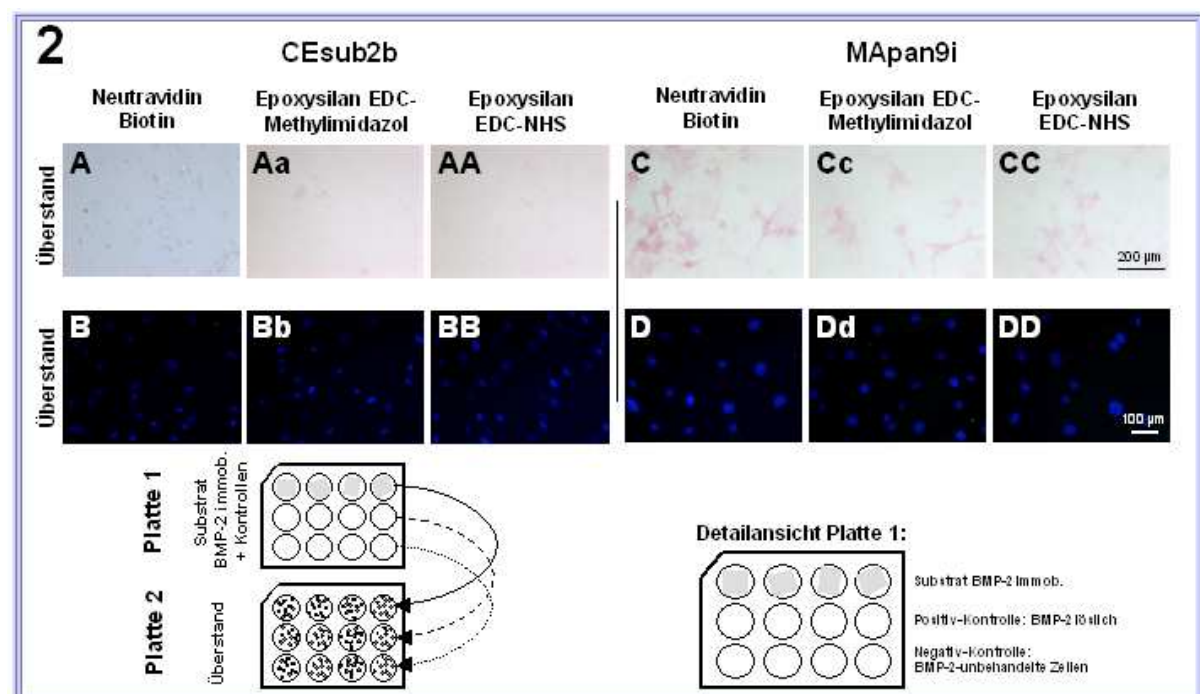 2
CEsub2b
MApan9i
Neutravidin
Biotin
Epoxysilan EDC-
Methylimidazol
Epoxysilan
EDC-NHS
Neutravidin
Biotin
Epoxysilan EDC-
Methylimidazol
Epoxysilan
EDC-NHS
Überstand
A
Aa
AA
C
Cc
CC
200 µm
Überstand
B
Bb
BB
D
Dd
DD
100 µm
Platte 1
Substrat
BMP-2 immob.
+ Kontrollen
Platte 2
Überstand
Detailansicht Platte 1:
Substrat BMP-2 immob.
Positiv-Kontrolle: BMP-2 löslich
Negativ-Kontrolle:
BMP-2-unbehandelte Zellen